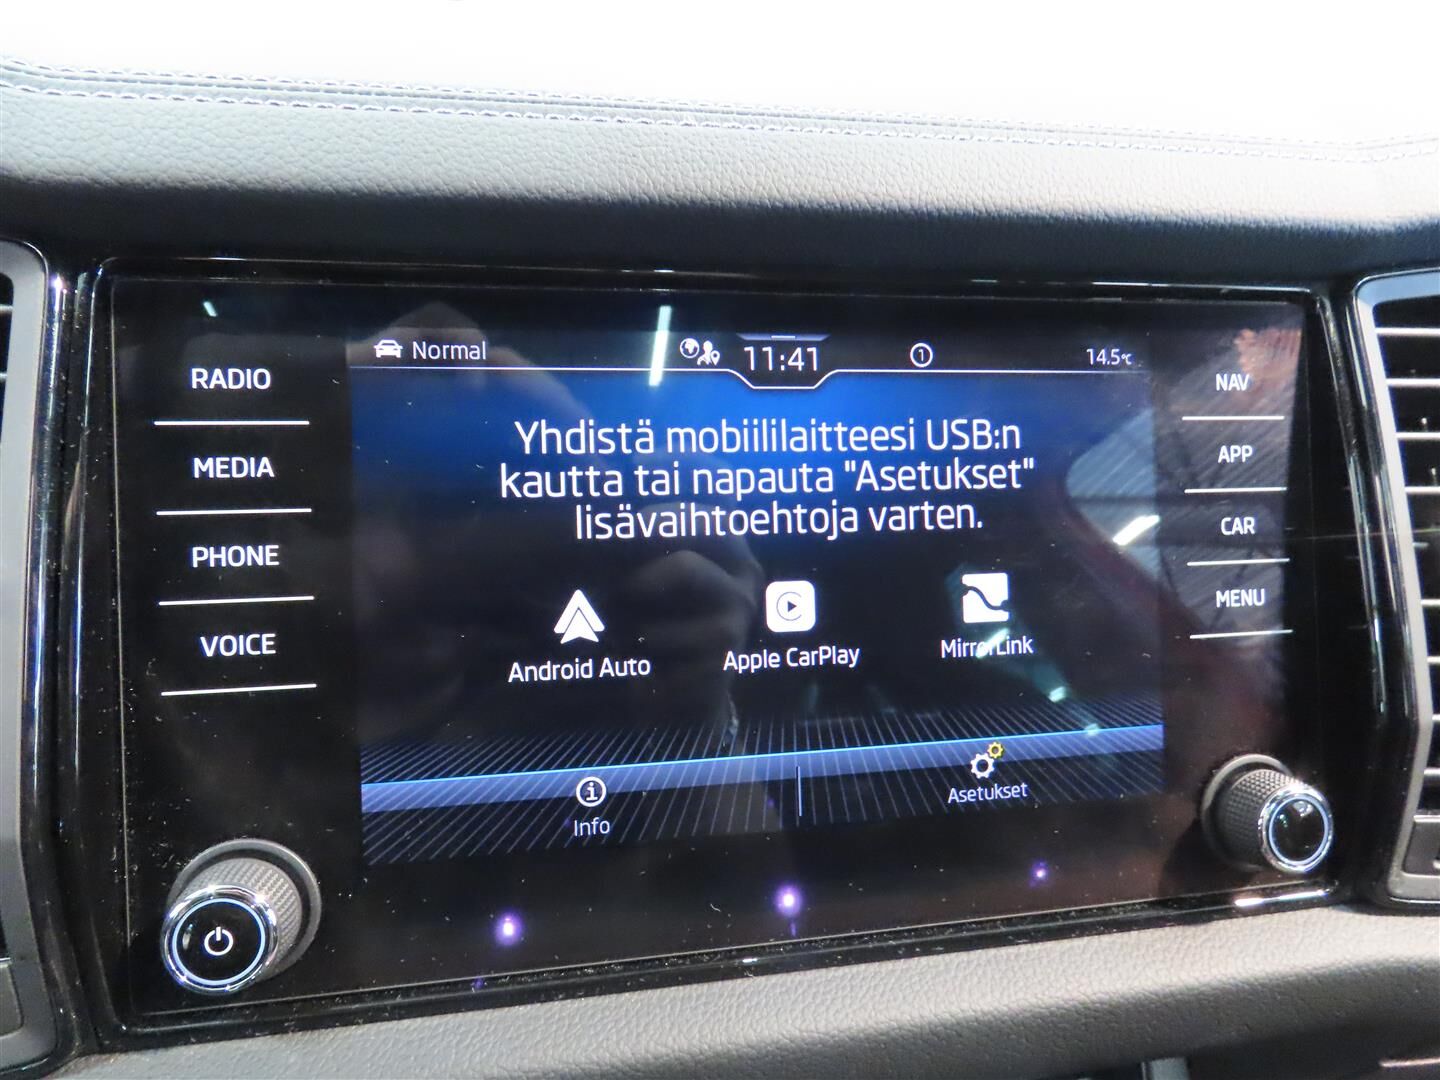 Normal
11:41
1
14.5°C
RADIO
MEDIA
PHONE
VOICE
Yhdistä mobiililaitteesi USB:n
kautta tai napauta "Asetukset"
lisävaihtoehtoja varten.
Android Auto
Apple CarPlay
MirrorLink
Info
Asetukset
NAV
APP
CAR
MENU